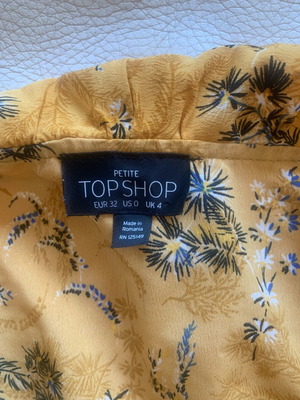 PETITE
TOPSHOP
EUR 32 US 0 UK 4
Made in
Romania
RN 125149